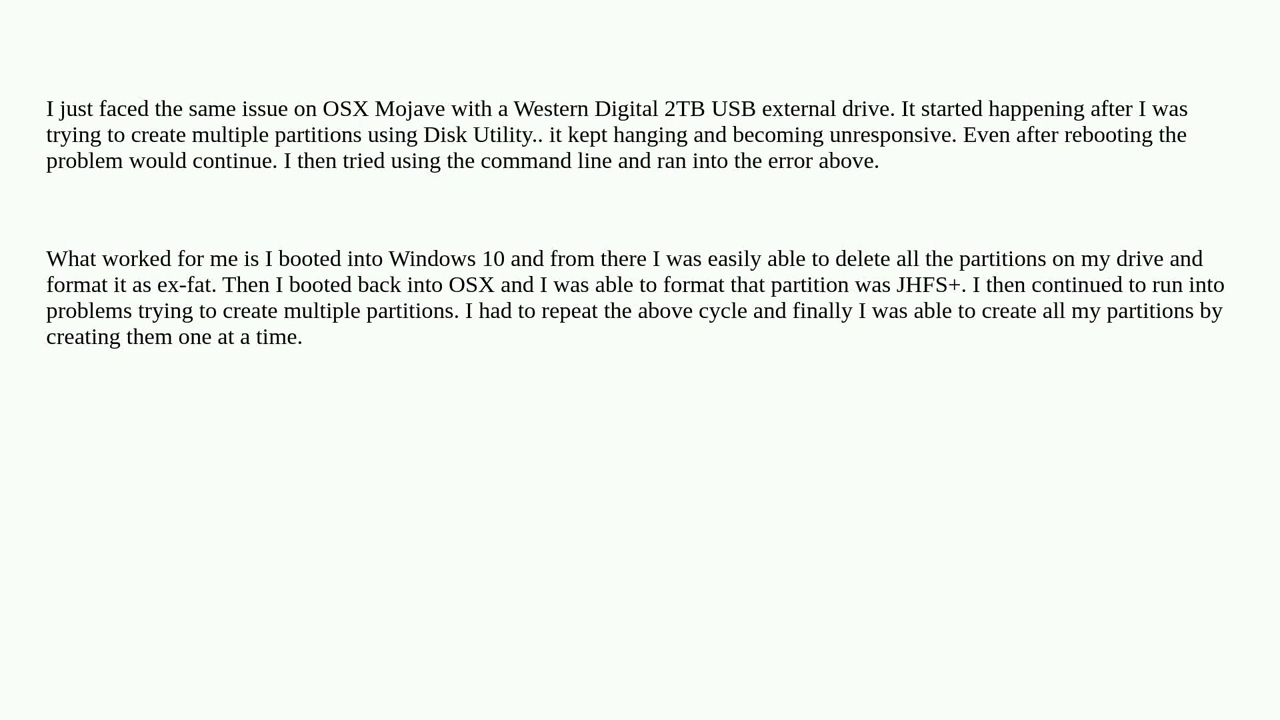 I just faced the same issue on OSX Mojave with a Western Digital 2TB USB external drive. It started happening after I was
trying to create multiple partitions using Disk Utility.. it kept hanging and becoming unresponsive. Even after rebooting the
problem would continue. I then tried using the command line and ran into the error above.
What worked for me is I booted into Windows 10 and from there I was easily able to delete all the partitions on my drive and
format it as ex-fat. Then I booted back into OSX and I was able to format that partition was JHFS+. I then continued to run into
problems trying to create multiple partitions. I had to repeat the above cycle and finally I was able to create all my partitions by
creating them one at a time.